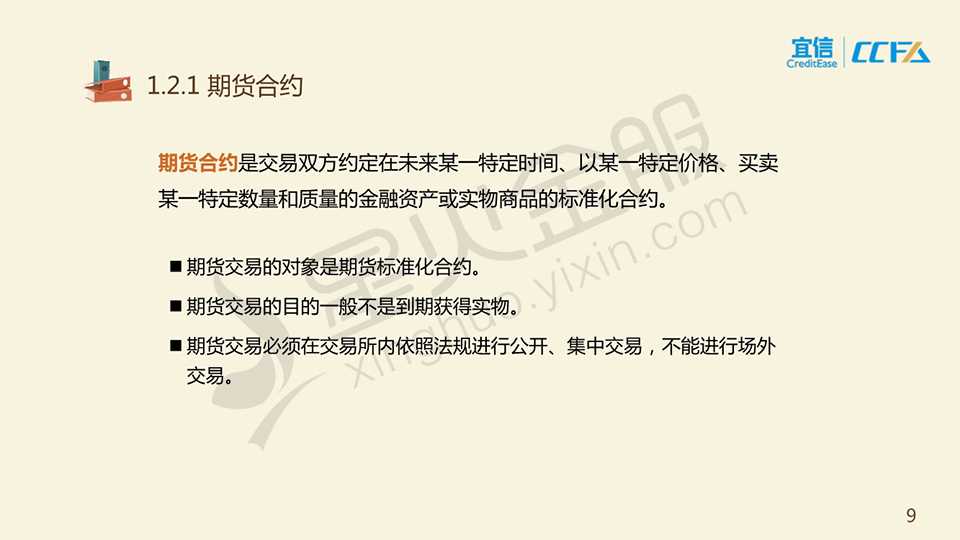 宜信 CCFA
CreditEase
1.2.1 期货合约
期货合约是交易双方约定在未来某一特定时间、以某一特定价格、买卖
某一特定数量和质量的金融资产或实物商品的标准化合约。
■ 期货交易的对象是期货标准化合约。
■ 期货交易的目的一般不是到期获得实物。
■ 期货交易必须在交易所内依照法规进行公开、集中交易，不能进行场外
交易。
星火金服
xinghuo.yixin.com
9